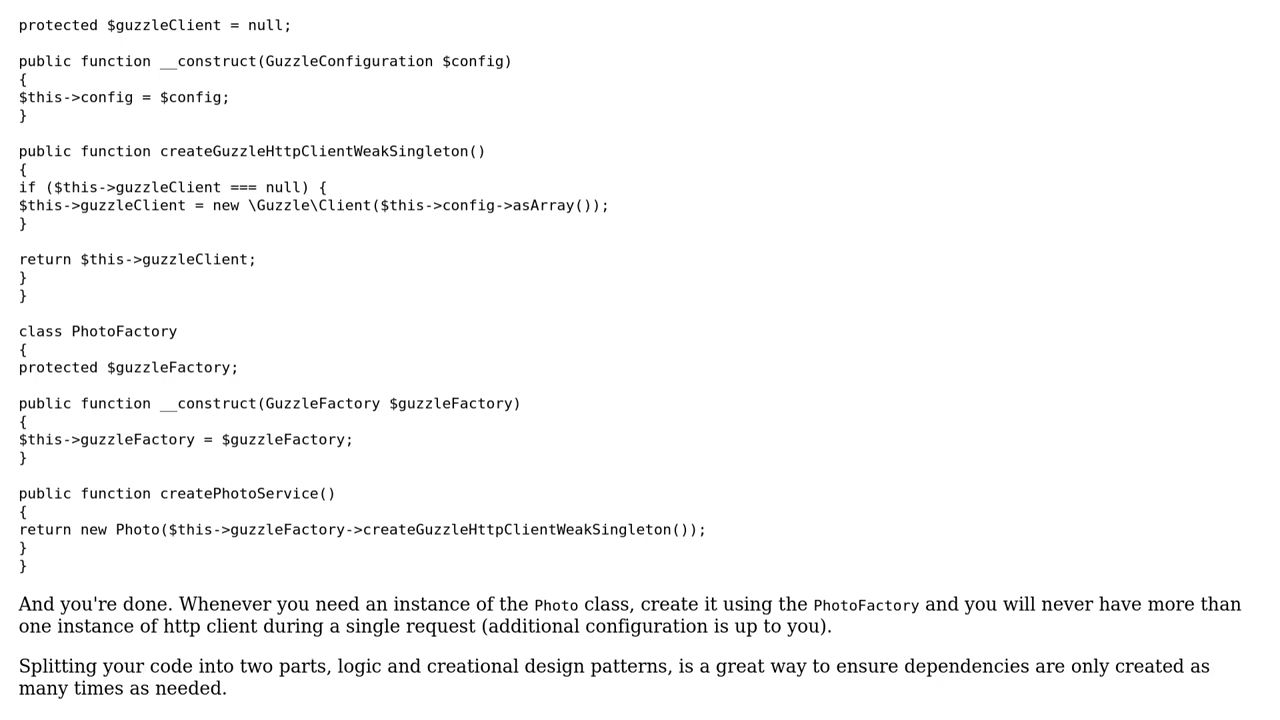 protected $guzzleClient = null;
public function __construct(GuzzleConfiguration $config)
{
$this->config = $config;
}
public function createGuzzleHttpClientWeakSingleton()
{
if ($this->guzzleClient === null) {
$this->guzzleClient = new \Guzzle\Client($this->config->asArray());
}
return $this->guzzleClient;
}
}
class PhotoFactory
{
protected $guzzleFactory;
public function __construct(GuzzleFactory $guzzleFactory)
{
$this->guzzleFactory = $guzzleFactory;
}
public function createPhotoService()
{
return new Photo($this->guzzleFactory->createGuzzleHttpClientWeakSingleton());
}
}
And you're done. Whenever you need an instance of the Photo class, create it using the PhotoFactory and you will never have more than
one instance of http client during a single request (additional configuration is up to you).
Splitting your code into two parts, logic and creational design patterns, is a great way to ensure dependencies are only created as
many times as needed.